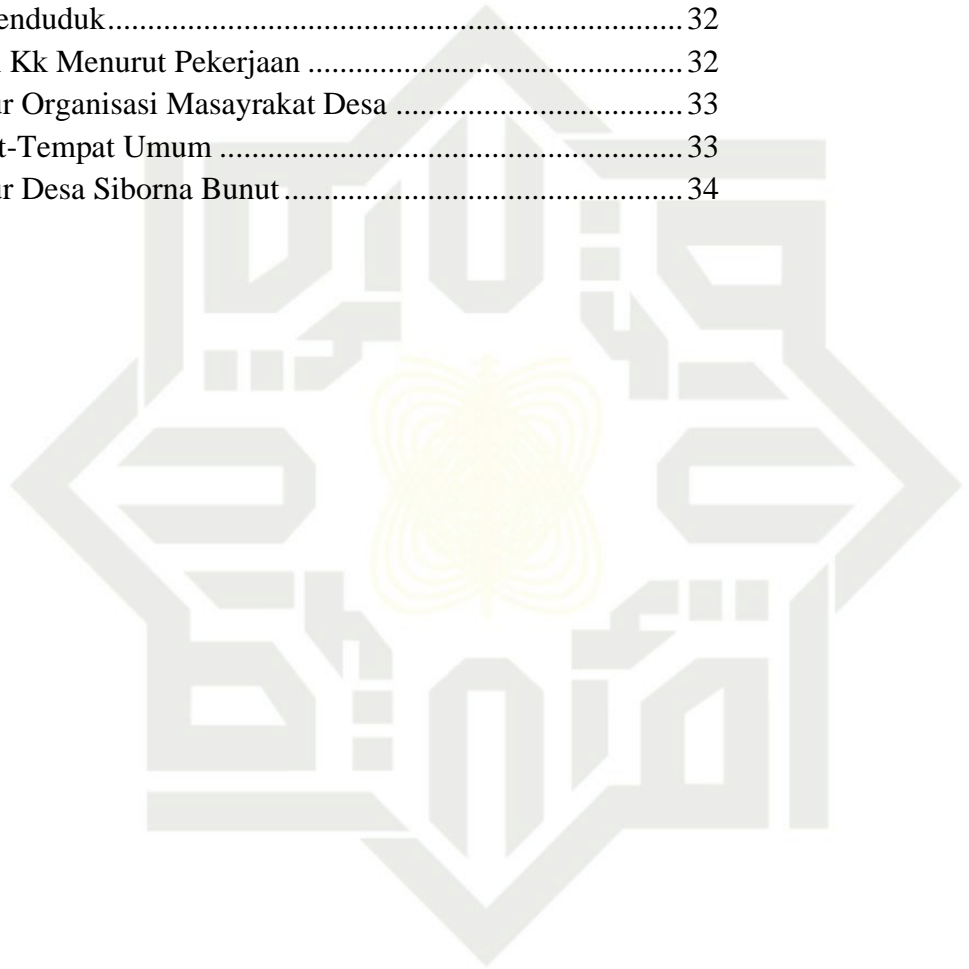 enduduk................................................................................ 32
Kk Menurut Pekerjaan .................................................. 32
r Organisasi Masayrakat Desa ........................................ 33
t-Tempat Umum ............................................................. 33
r Desa Siborna Bunut..................................................... 34